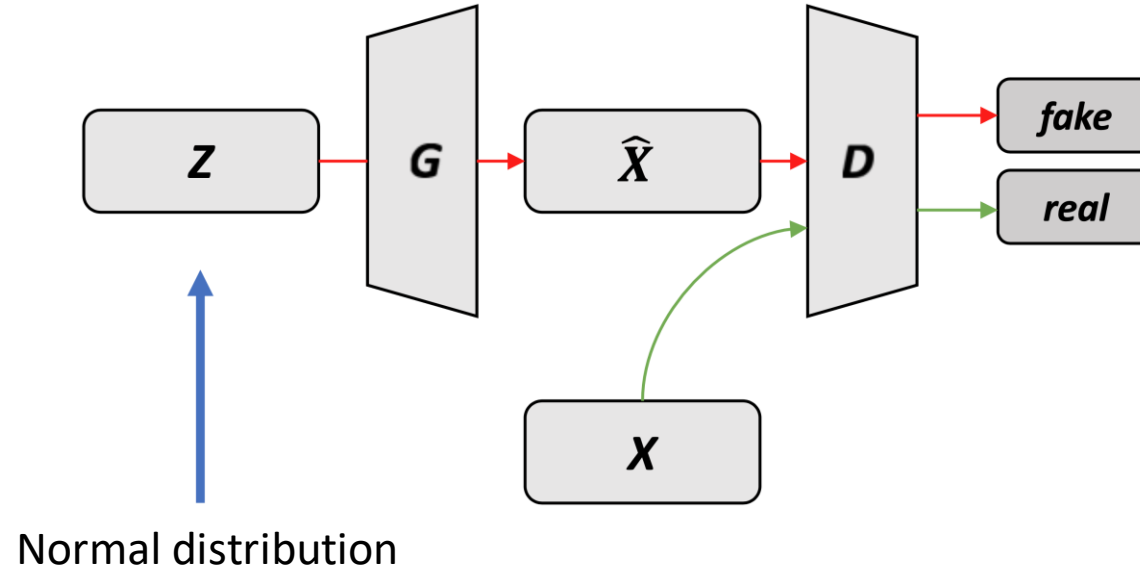 Z
G
X̂
D
fake
real
X
Normal distribution